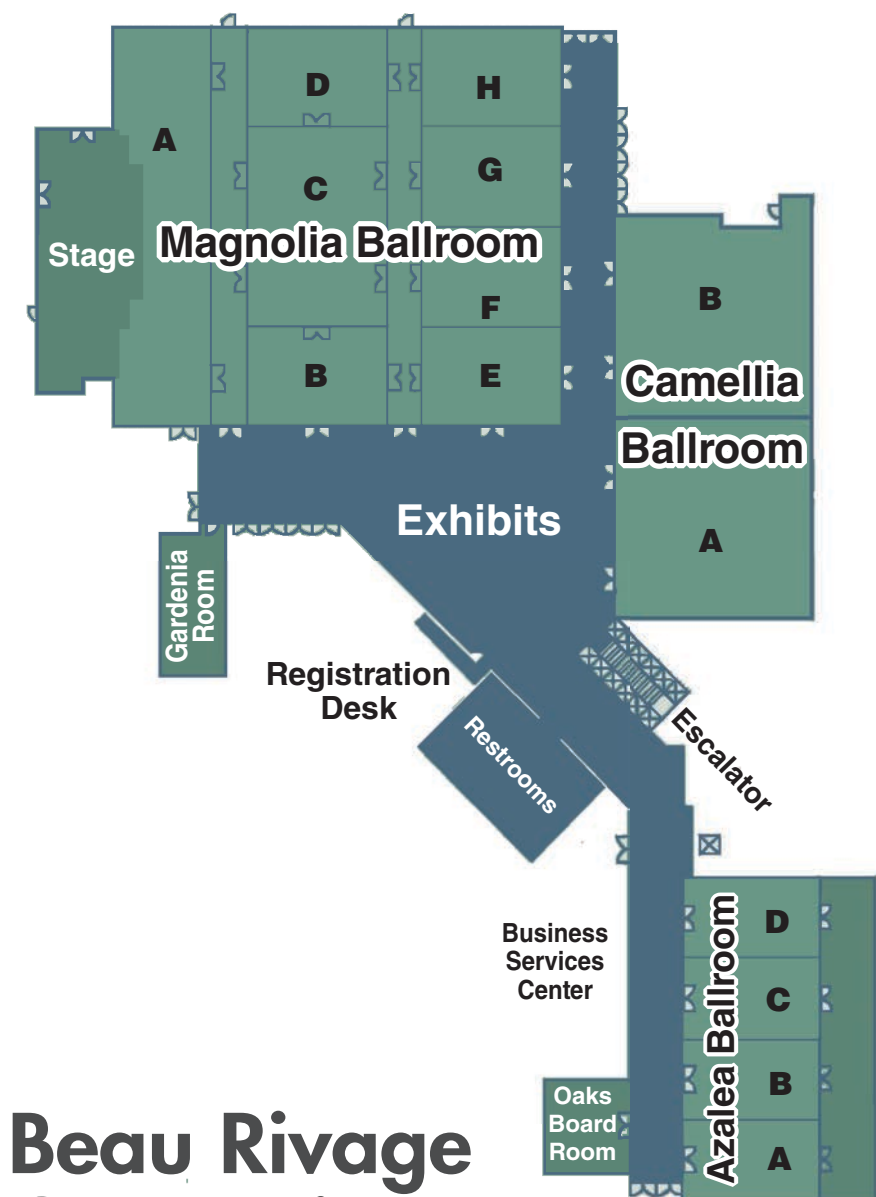 D
H
A
G
C
Magnolia Ballroom
Stage
B
F
B
E
Camellia
Ballroom
Exhibits
A
Gardenia
Room
Registration
Desk
Restrooms
Escalator
Business
Services
Center
Azalea Ballroom
D
C
B
A
Oaks
Board
Room
Beau Rivage